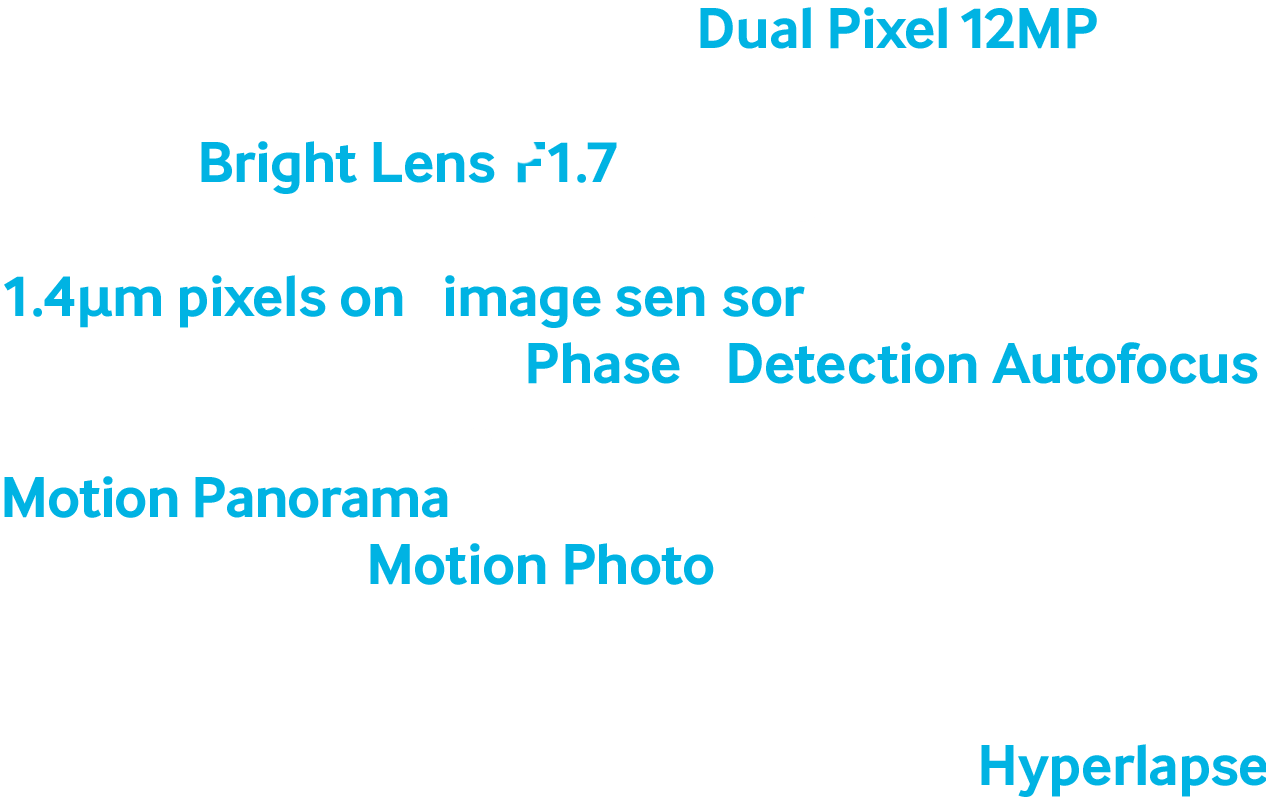 Dual Pixel 12MP
Bright Lens F1.7
1.4µm pixels on image sen sor
Phase Detection Autofocus
Motion Panorama
Motion Photo
Hyperlapse